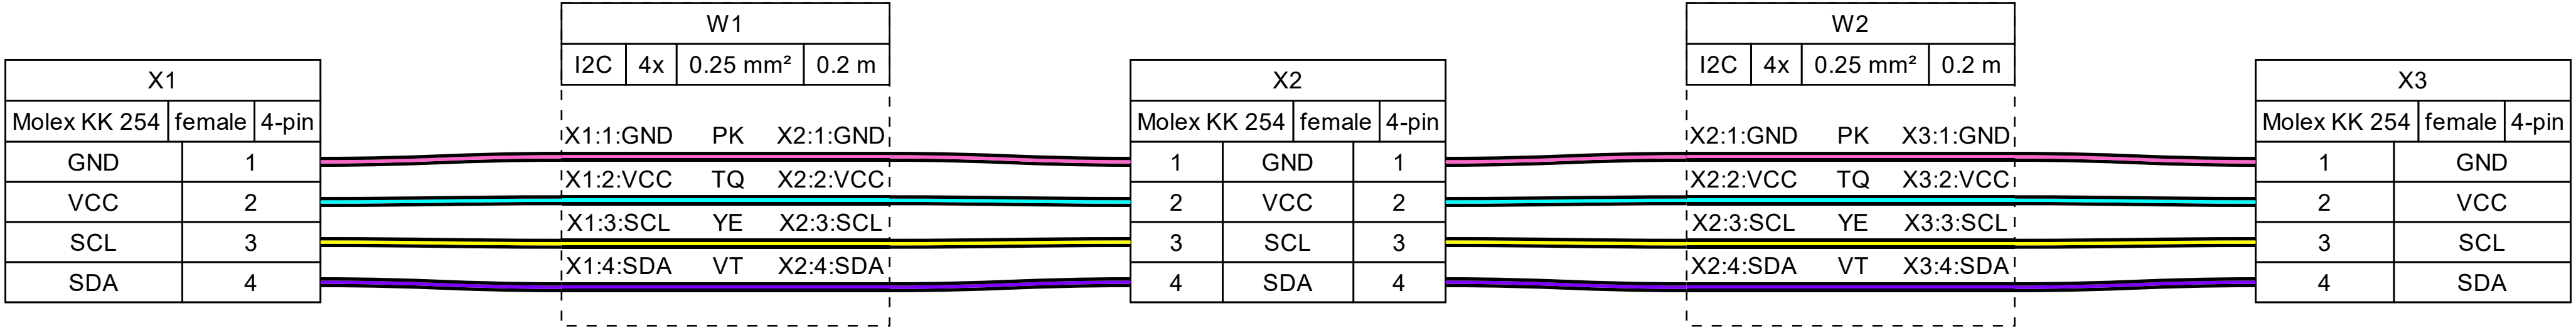 W1
I2C 4x 0.25 mm² 0.2 m
W2
I2C 4x 0.25 mm² 0.2 m
X1
Molex KK 254 female 4-pin
GND 1
VCC 2
SCL 3
SDA 4
X1:1:GND PK X2:1:GND
X1:2:VCC TQ X2:2:VCC
X1:3:SCL YE X2:3:SCL
X1:4:SDA VT X2:4:SDA
X2
Molex KK 254 female 4-pin
1 GND 1
2 VCC 2
3 SCL 3
4 SDA 4
X2:1:GND PK X3:1:GND
X2:2:VCC TQ X3:2:VCC
X2:3:SCL YE X3:3:SCL
X2:4:SDA VT X3:4:SDA
X3
Molex KK 254 female 4-pin
1 GND
2 VCC
3 SCL
4 SDA